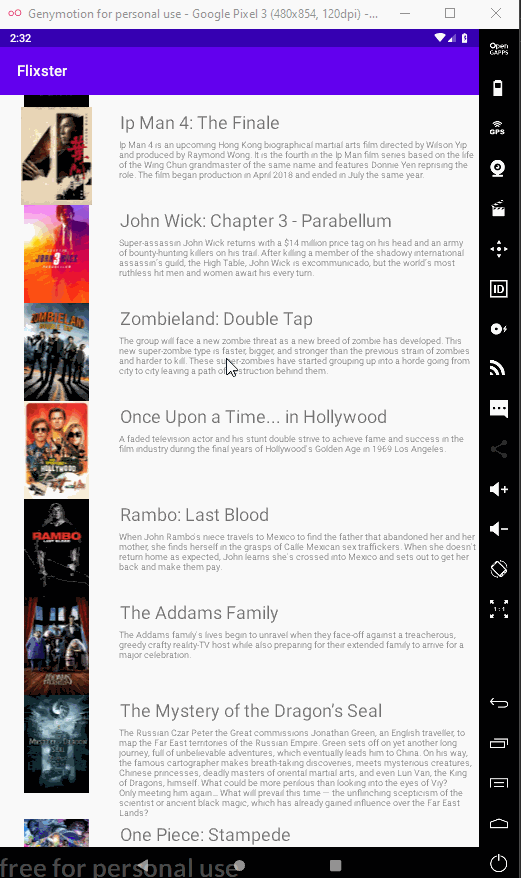 Genymotion for personal use - Google Pixel 3 (480x854, 120dpi) -...
2:32
Flixster
Ip Man 4: The Finale
Ip Man 4 is an upcoming Hong Kong biographical martial arts film directed by Wilson Yip
and produced by Raymond Wong. It is the fourth in the Ip Man film series based on the life
of the Wing Chun grandmaster of the same name and features Donnie Yen reprising the
role. The film began production in April 2018 and ended in July the same year.
John Wick: Chapter 3 - Parabellum
Super-assassin John Wick returns with a $14 million price tag on his head and an army
of bounty-hunting killers on his trail. After killing a member of the shadowy international
assassin's guild, the High Table, John Wick is excommunicado, but the world's most
ruthless hit men and women await his every turn.
Zombieland: Double Tap
The group will face a new zombie threat as a new breed of zombie has developed. This
new super-zombie type is faster, bigger, and stronger than the previous strain of zombies
and harder to kill. These super-zombies have started grouping up into a horde going from
city to city leaving a path of struction behind them.
Once Upon a Time... in Hollywood
A faded television actor and his stunt double strive to achieve fame and success in the
film industry during the final years of Hollywood's Golden Age in 1969 Los Angeles.
HOLLYWOOD
Rambo: Last Blood
When John Rambo's niece travels to Mexico to find the father that abandoned her and her
mother, she finds herself in the grasps of Calle Mexican sex traffickers. When she doesn't
return home as expected, John learns she's crossed into Mexico and sets out to get her
back and make them pay.
RAMBO
LAST BLOOD
The Addams Family
The Addams family's lives begin to unravel when they face-off against a treacherous,
greedy crafty reality-TV host while also preparing for their extended family to arrive for a
major celebration.
The Mystery of the Dragon's Seal
The Russian Czar Peter the Great commissions Jonathan Green, an English traveller, to
map the Far East territories of the Russian Empire. Green sets off on yet another long
journey, full of unbelievable adventures, which eventually leads him to China. On his way,
the famous cartographer makes breath-taking discoveries, meets mysterious creatures,
Chinese princesses, deadly masters of oriental martial arts, and even Lun Van, the King
of Dragons, himself. What could be more perilous than looking into the eyes of Viy?
Only meeting him again... What will prevail this time — the unflinching scepticism of the
scientist or ancient black magic, which has already gained influence over the Far East
Lands?
One Piece: Stampede
Open
GAPPS
GPS
ID
1:1
free for personal use